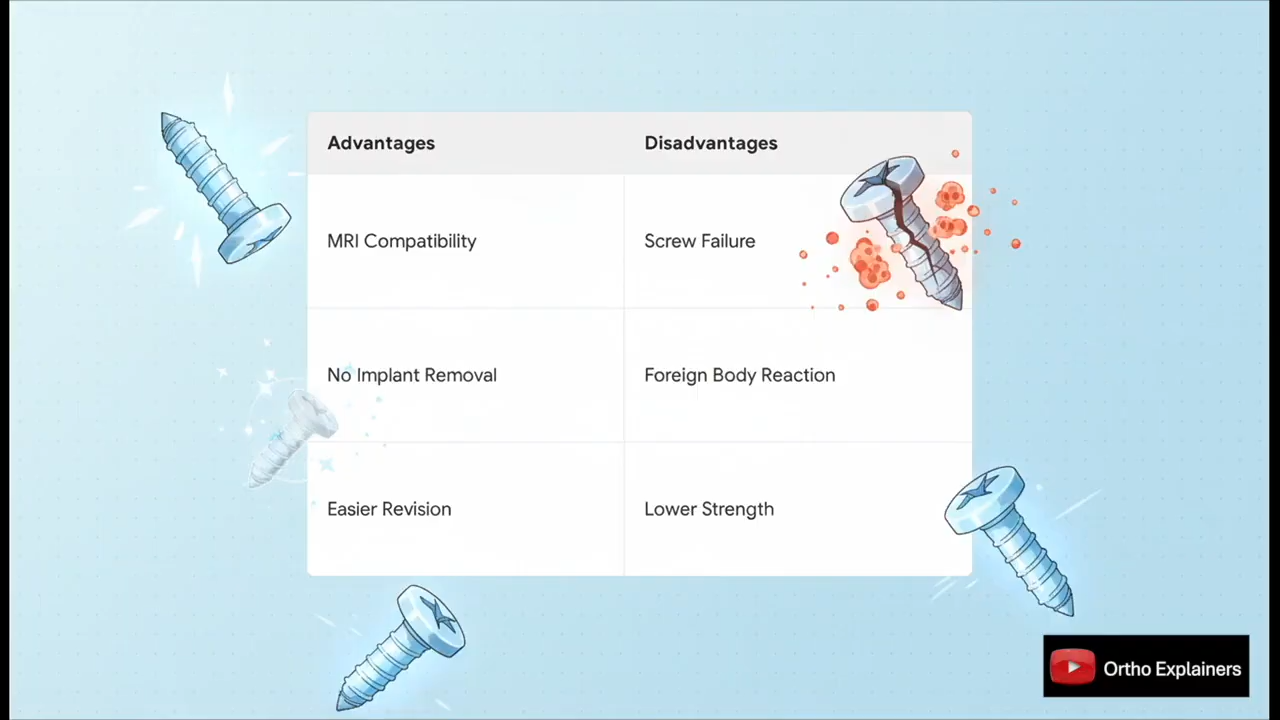 Advantages
Disadvantages
MRI Compatibility
Screw Failure
No Implant Removal
Foreign Body Reaction
Easier Revision
Lower Strength
Ortho Explainers